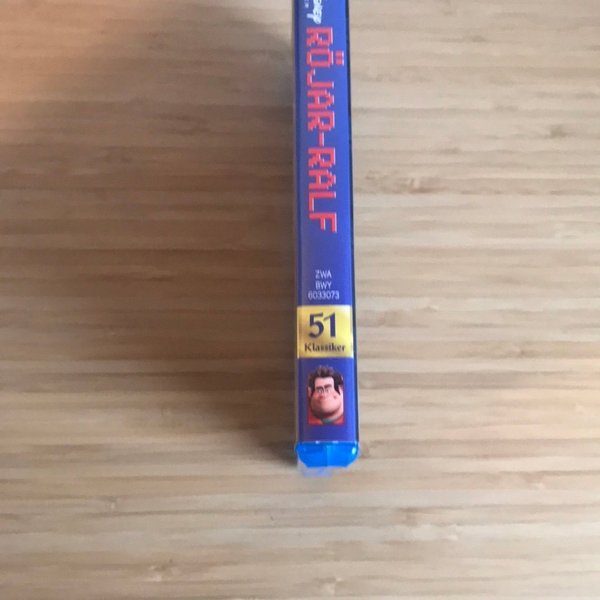 RÖJAR-RALF
ZWA
BWY
6033073
51
Klassiker